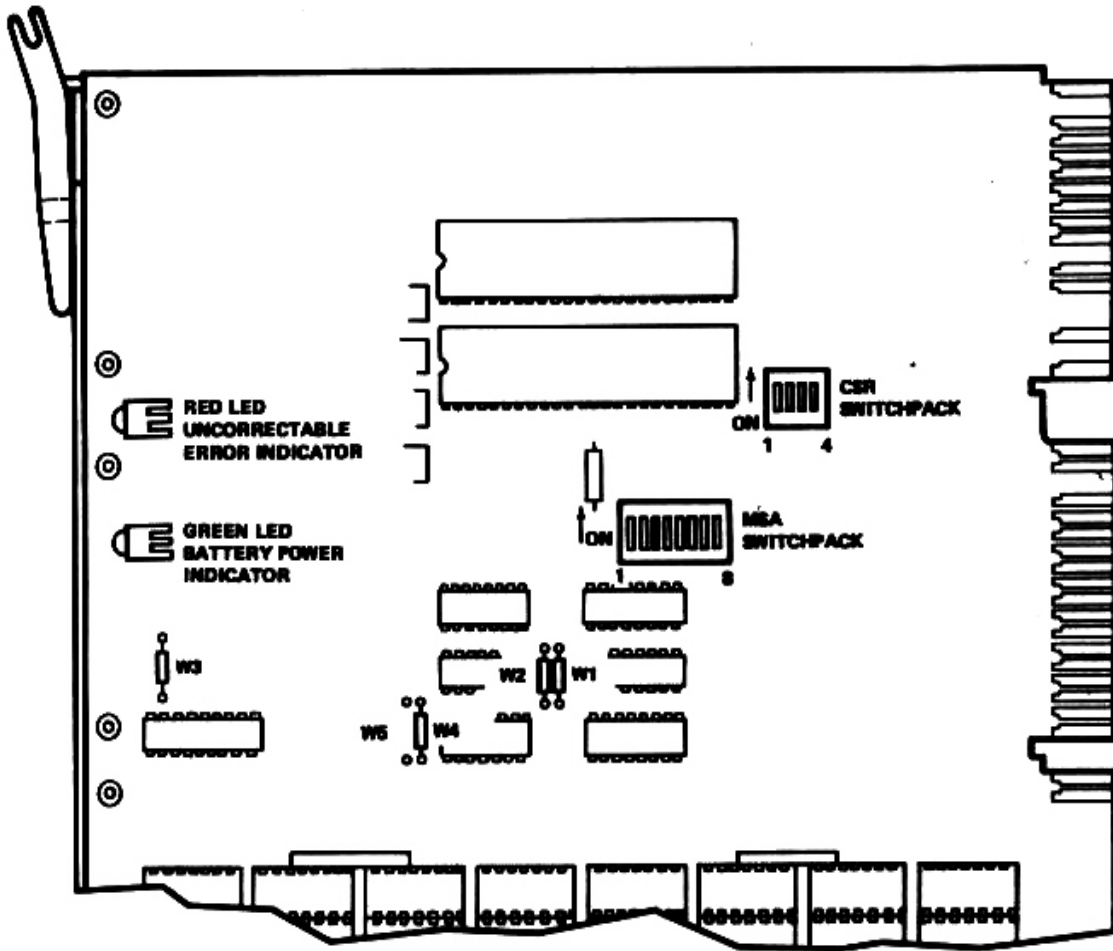 RED LED
UNCORRECTABLE
ERROR INDICATOR
CSR
SWITCHPACK
ON
1 4
GREEN LED
BATTERY POWER
INDICATOR
MSA
SWITCHPACK
ON
1 8
W3
W2 W1
W5 W4